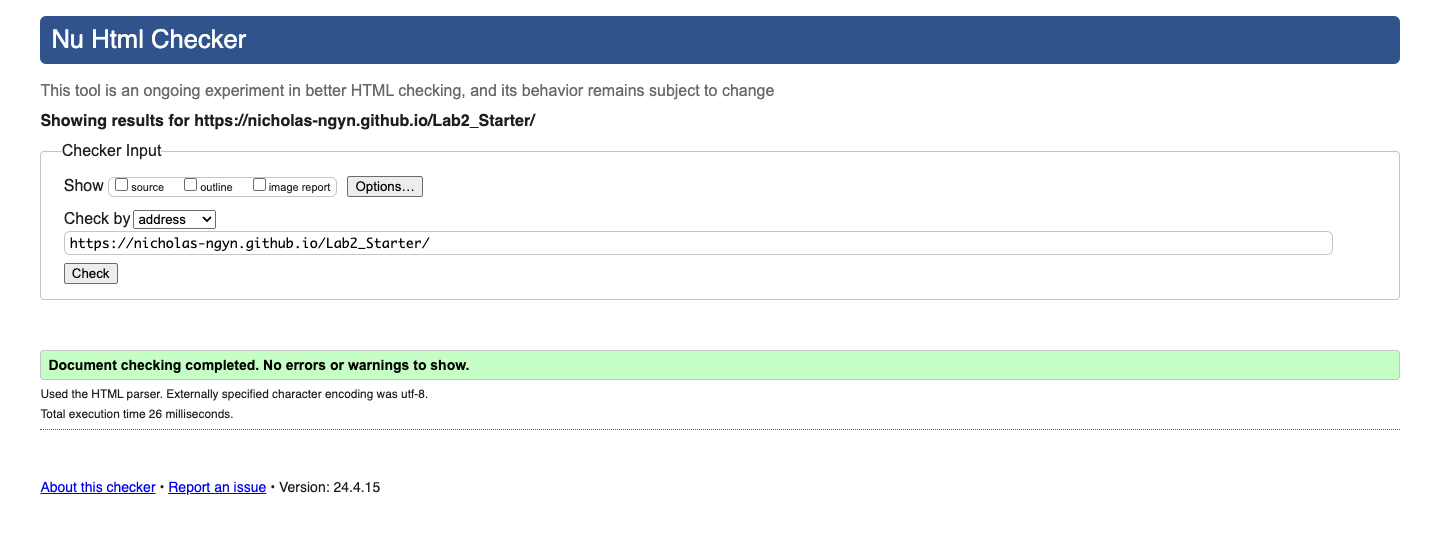 Nu Html Checker
This tool is an ongoing experiment in better HTML checking, and its behavior remains subject to change
Showing results for https://nicholas-ngyn.github.io/Lab2_Starter/
Checker Input
Show source outline image report Options...
Check by address
https://nicholas-ngyn.github.io/Lab2_Starter/
Check
Document checking completed. No errors or warnings to show.
Used the HTML parser. Externally specified character encoding was utf-8.
Total execution time 26 milliseconds.
About this checker • Report an issue • Version: 24.4.15